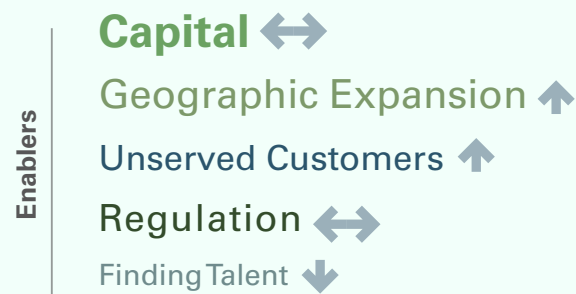 Enablers
Capital
Geographic Expansion
Unserved Customers
Regulation
Finding Talent